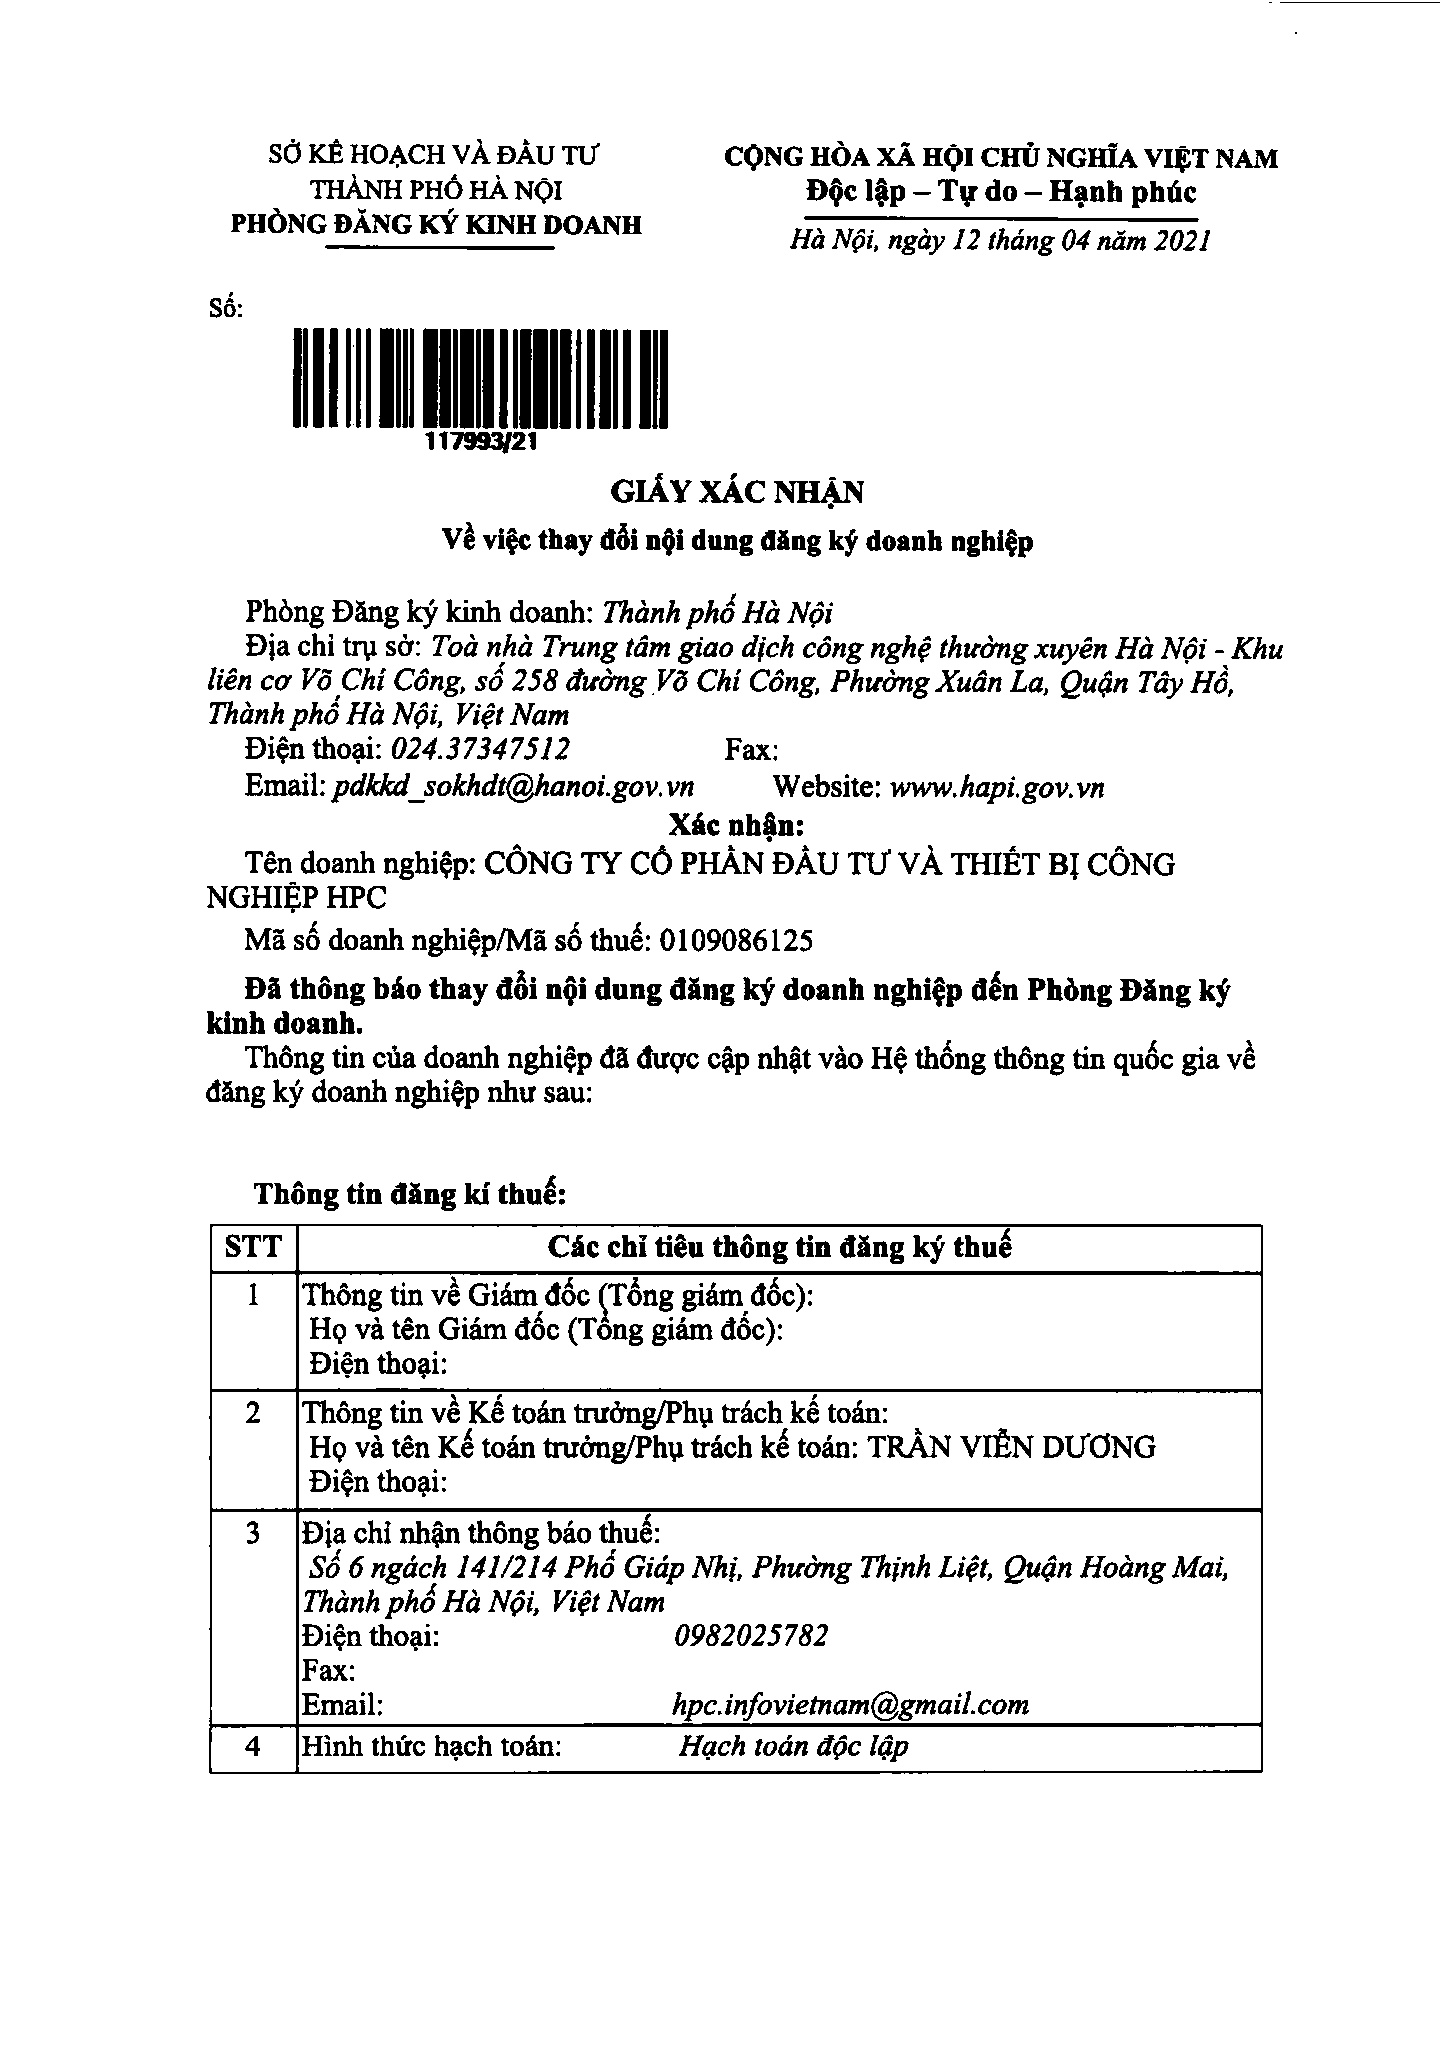 SỞ KẾ HOẠCH VÀ ĐẦU TƯ
THÀNH PHỐ HÀ NỘI
PHÒNG ĐĂNG KÝ KINH DOANH
CỘNG HÒA XÃ HỘI CHỦ NGHĨA VIỆT NAM
Độc lập – Tự do – Hạnh phúc
Hà Nội, ngày 12 tháng 04 năm 2021
Số:
117993/21
GIẤY XÁC NHẬN
Về việc thay đổi nội dung đăng ký doanh nghiệp
Phòng Đăng ký kinh doanh: Thành phố Hà Nội
Địa chỉ trụ sở: Toà nhà Trung tâm giao dịch công nghệ thường xuyên Hà Nội - Khu
liên cơ Võ Chí Công, số 258 đường Võ Chí Công, Phường Xuân La, Quận Tây Hồ,
Thành phố Hà Nội, Việt Nam
Điện thoại: 024.37347512 Fax:
Email: pdkkd_sokhdt@hanoi.gov.vn Website: www.hapi.gov.vn
Xác nhận:
Tên doanh nghiệp: CÔNG TY CỔ PHẦN ĐẦU TƯ VÀ THIẾT BỊ CÔNG
NGHIỆP HPC
Mã số doanh nghiệp/Mã số thuế: 0109086125
Đã thông báo thay đổi nội dung đăng ký doanh nghiệp đến Phòng Đăng ký
kinh doanh.
Thông tin của doanh nghiệp đã được cập nhật vào Hệ thống thông tin quốc gia về
đăng ký doanh nghiệp như sau:
Thông tin đăng kí thuế:
STT Các chỉ tiêu thông tin đăng ký thuế
1 Thông tin về Giám đốc (Tổng giám đốc):
Họ và tên Giám đốc (Tổng giám đốc):
Điện thoại:
2 Thông tin về Kế toán trưởng/Phụ trách kế toán:
Họ và tên Kế toán trưởng/Phụ trách kế toán: TRẦN VIỄN DƯƠNG
Điện thoại:
3 Địa chỉ nhận thông báo thuế:
Số 6 ngách 141/214 Phố Giáp Nhị, Phường Thịnh Liệt, Quận Hoàng Mai,
Thành phố Hà Nội, Việt Nam
Điện thoại: 0982025782
Fax:
Email: hpc.infovietnam@gmail.com
4 Hình thức hạch toán: Hạch toán độc lập